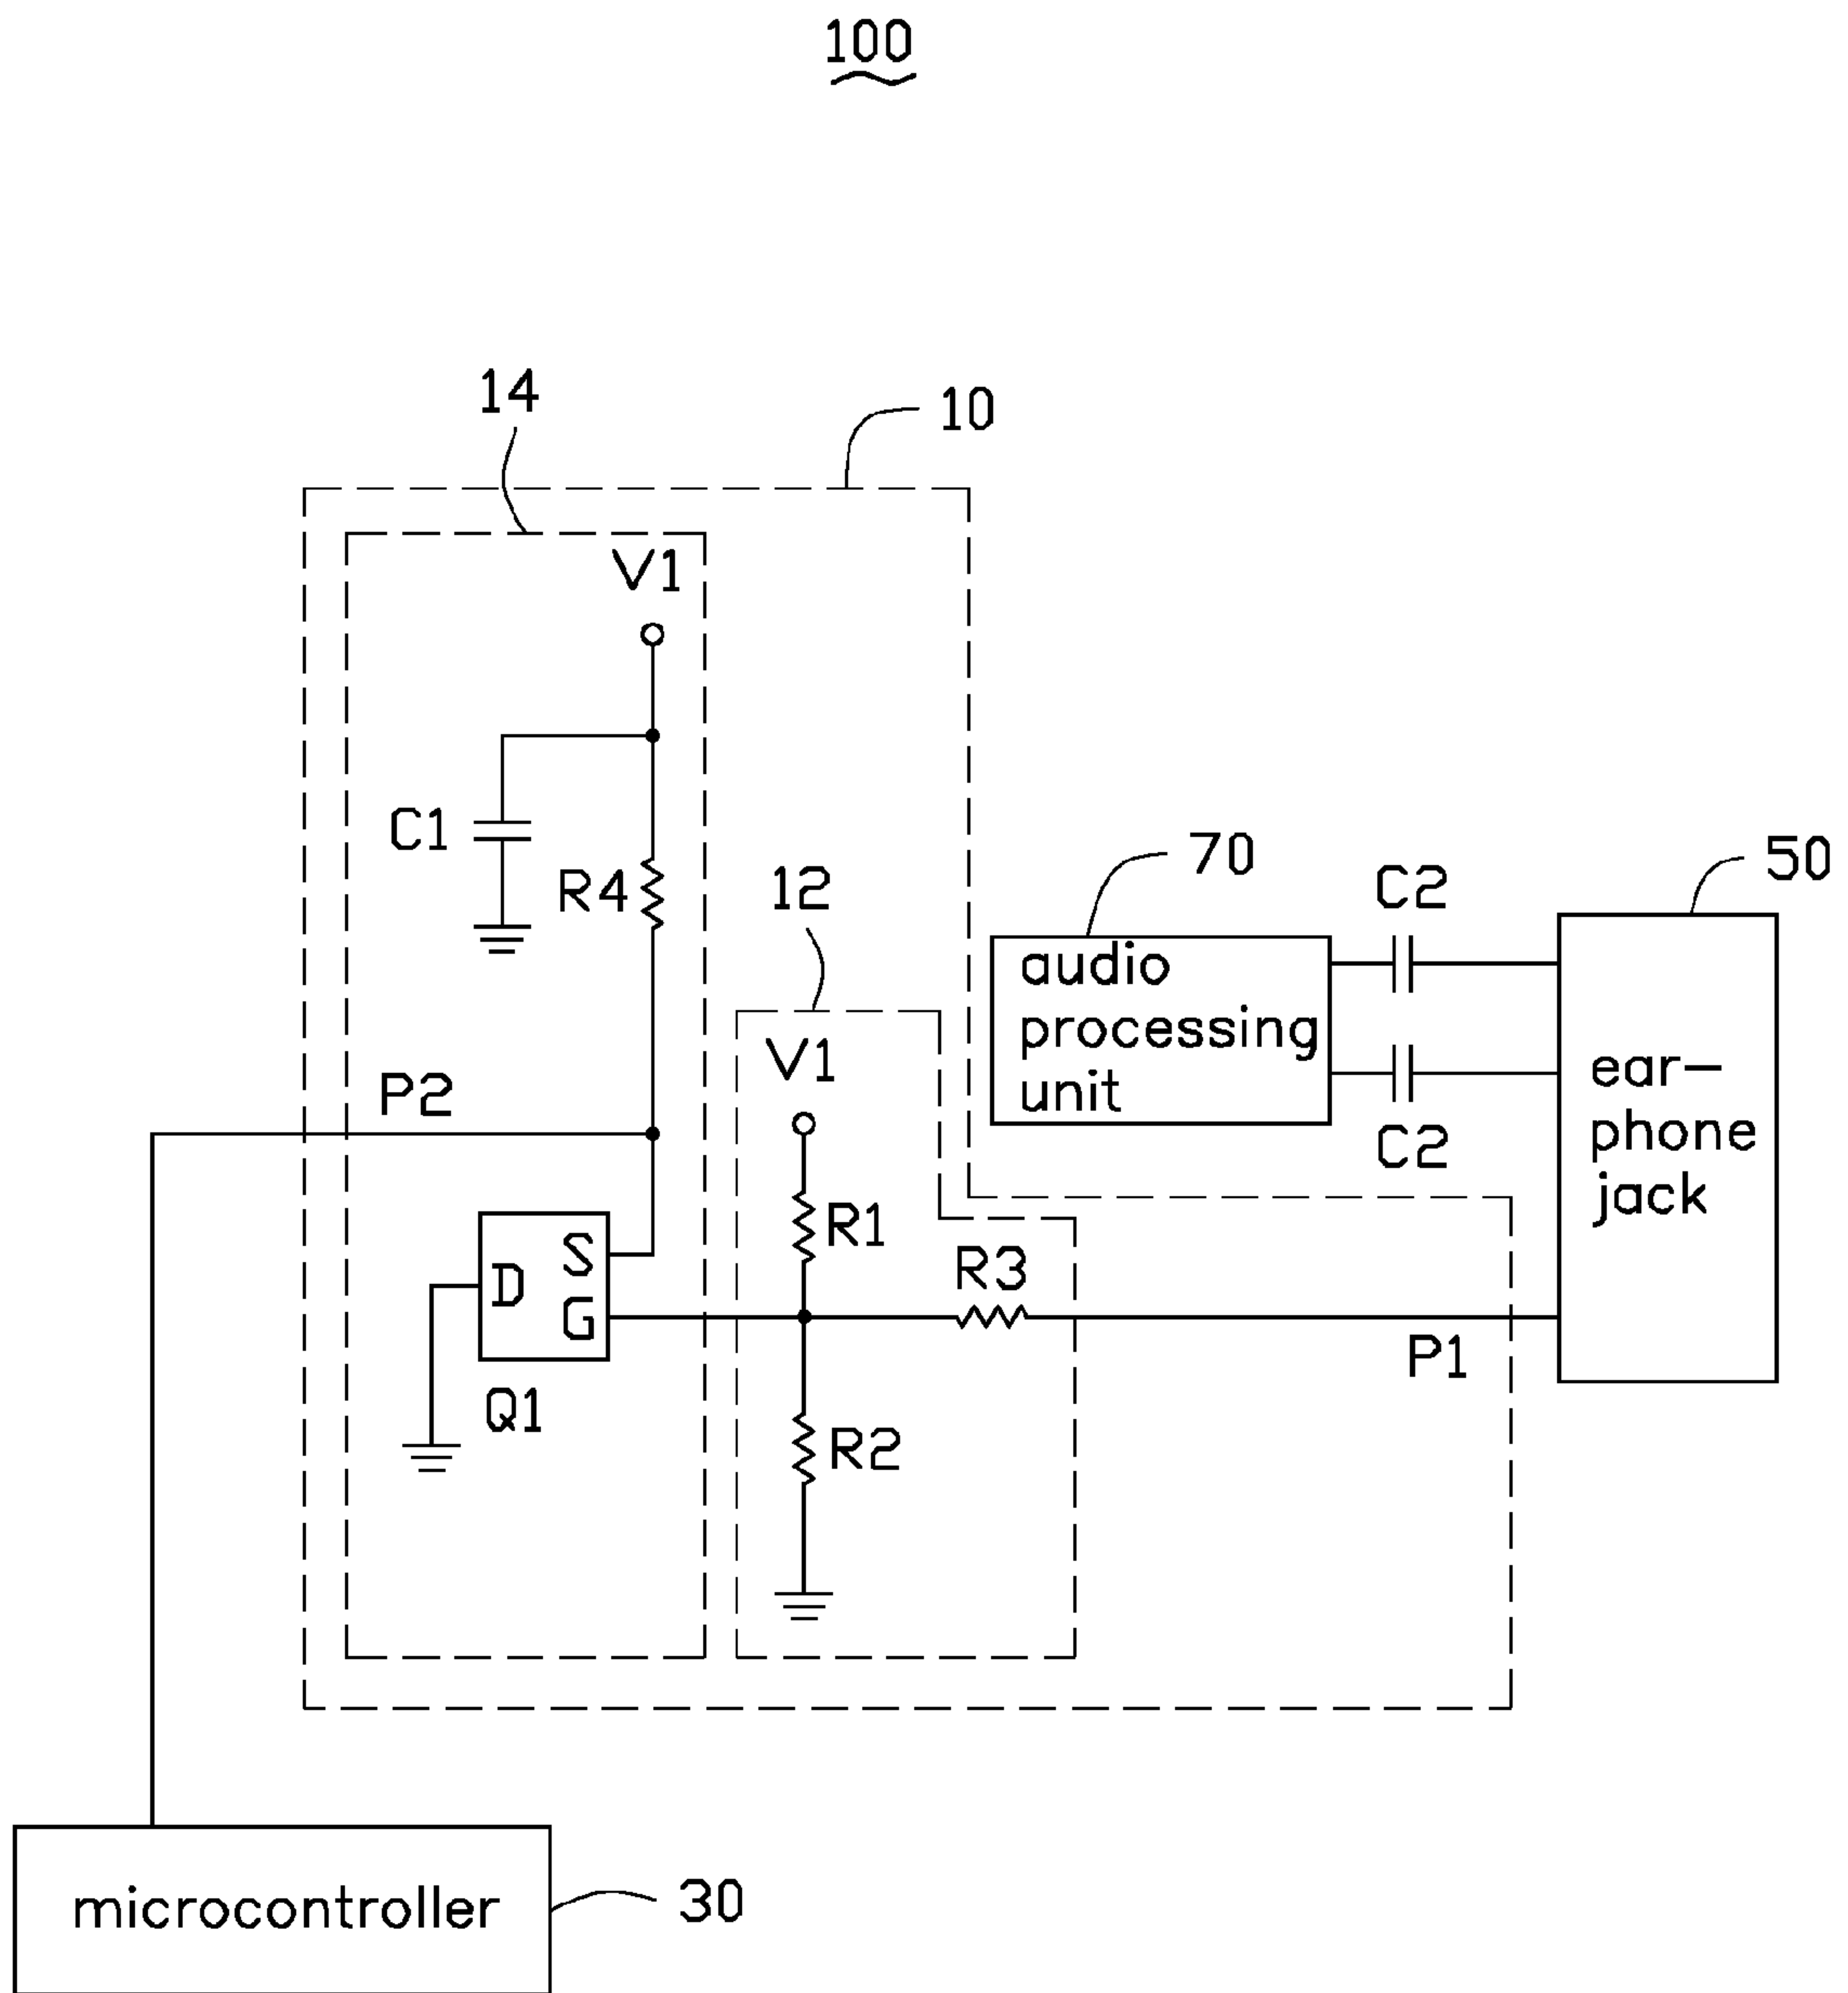 100
14
10
V1
C1
R4
12
70
C2
50
audio
processing
unit
V1
P2
C2
ear-
phone
jack
R1
S
D
G
R3
P1
Q1
R2
microcontroller
30